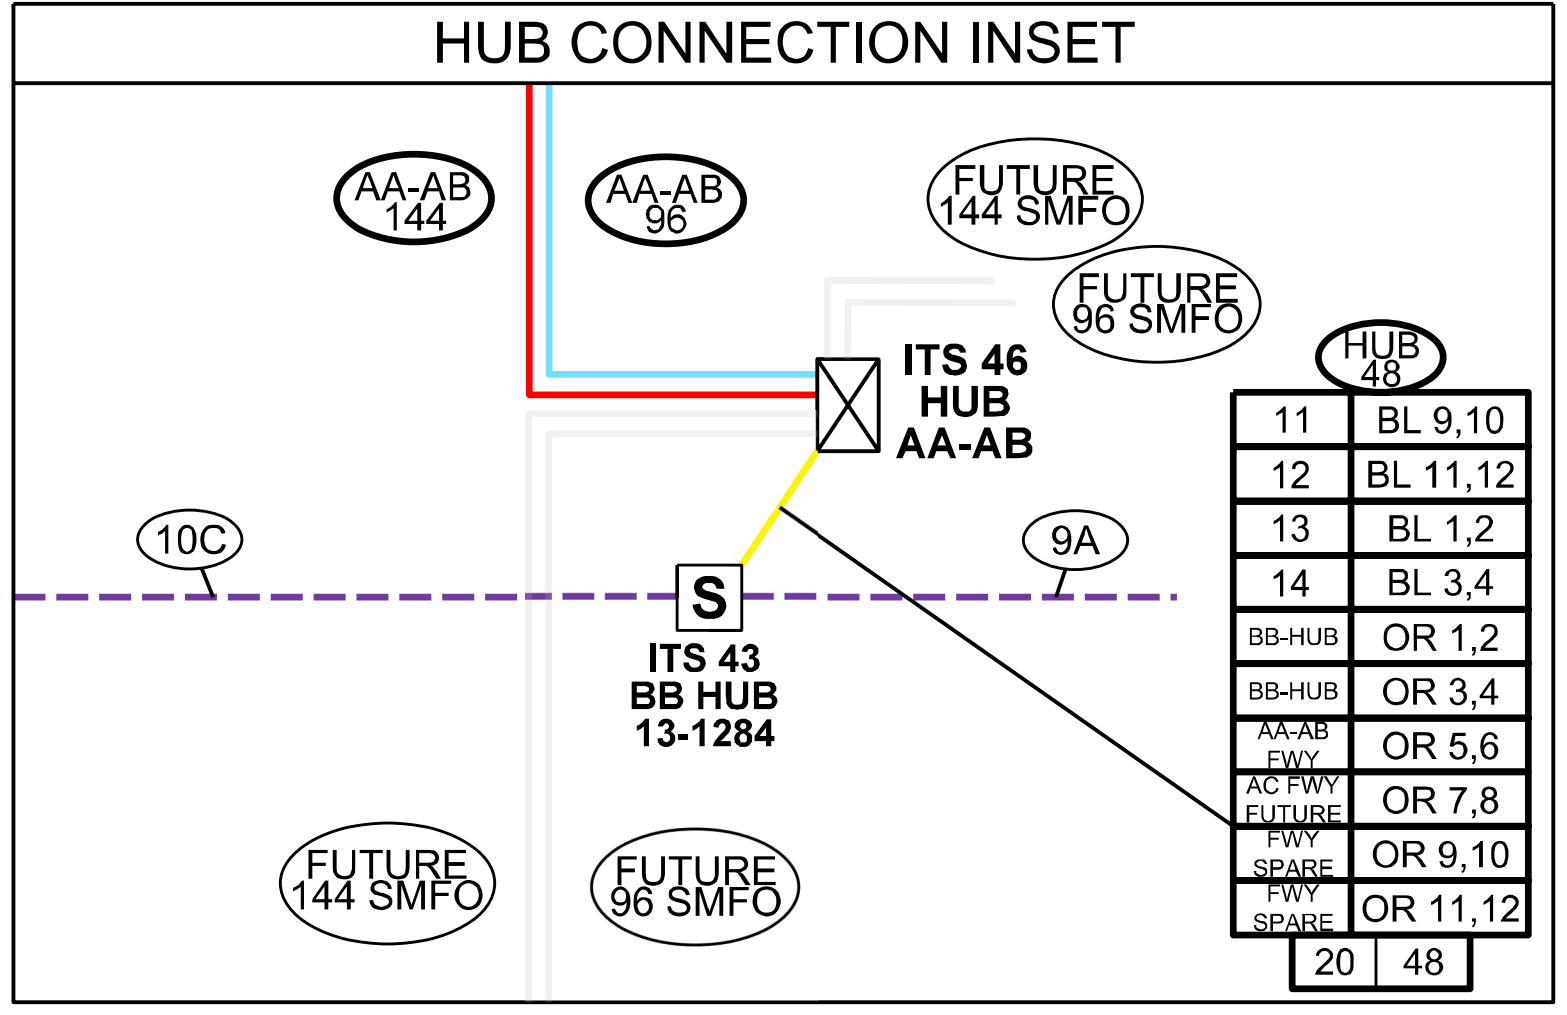 HUB CONNECTION INSET
AA-AB
144
AA-AB
96
FUTURE
144 SMFO
FUTURE
96 SMFO
ITS 46
HUB
AA-AB
HUB
48
11 BL 9,10
12 BL 11,12
13 BL 1,2
14 BL 3,4
BB-HUB OR 1,2
BB-HUB OR 3,4
AA-AB
FWY
OR 5,6
AC FWY
FUTURE
OR 7,8
FWY
SPARE
OR 9,10
FWY
SPARE
OR 11,12
20 48
10C
9A
S
ITS 43
BB HUB
13-1284
FUTURE
144 SMFO
FUTURE
96 SMFO